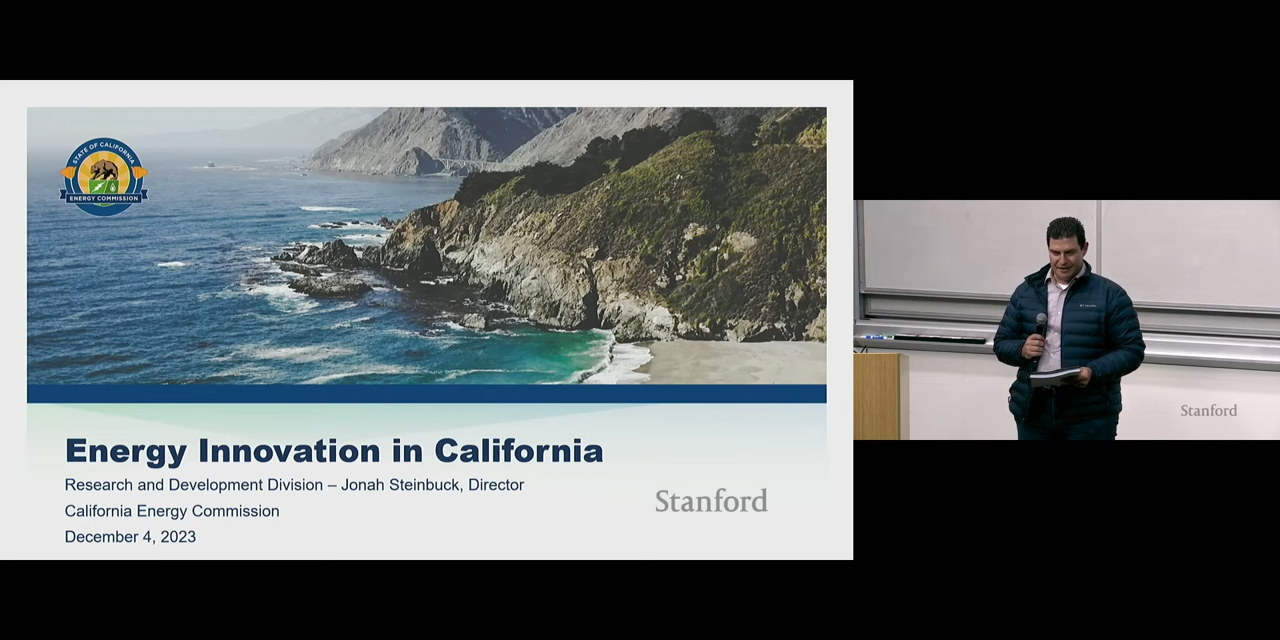 STATE OF CALIFORNIA
ENERGY COMMISSION
Energy Innovation in California
Research and Development Division – Jonah Steinbuck, Director
California Energy Commission
December 4, 2023
Stanford
Stanford